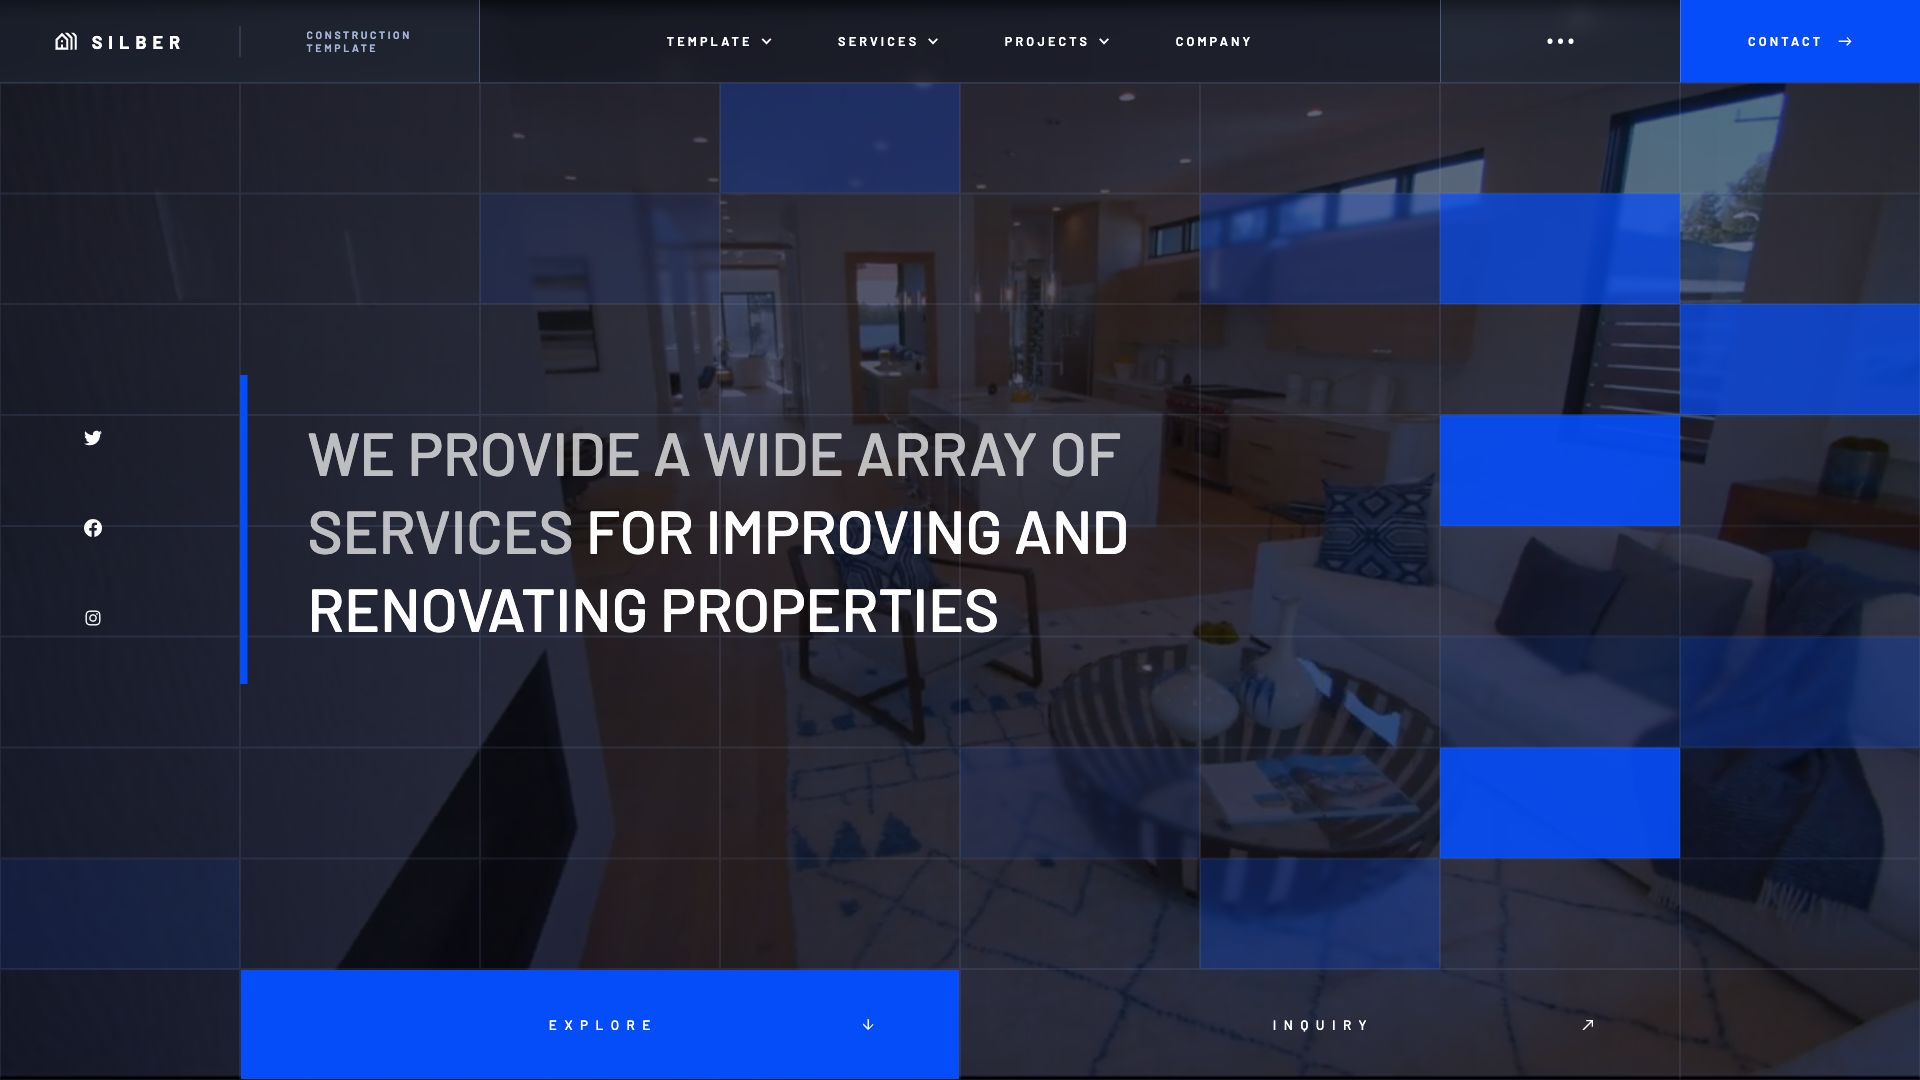 SILBER
CONSTRUCTION
TEMPLATE
TEMPLATE
SERVICES
PROJECTS
COMPANY
CONTACT
WE PROVIDE A WIDE ARRAY OF
SERVICES FOR IMPROVING AND
RENOVATING PROPERTIES
EXPLORE
INQUIRY